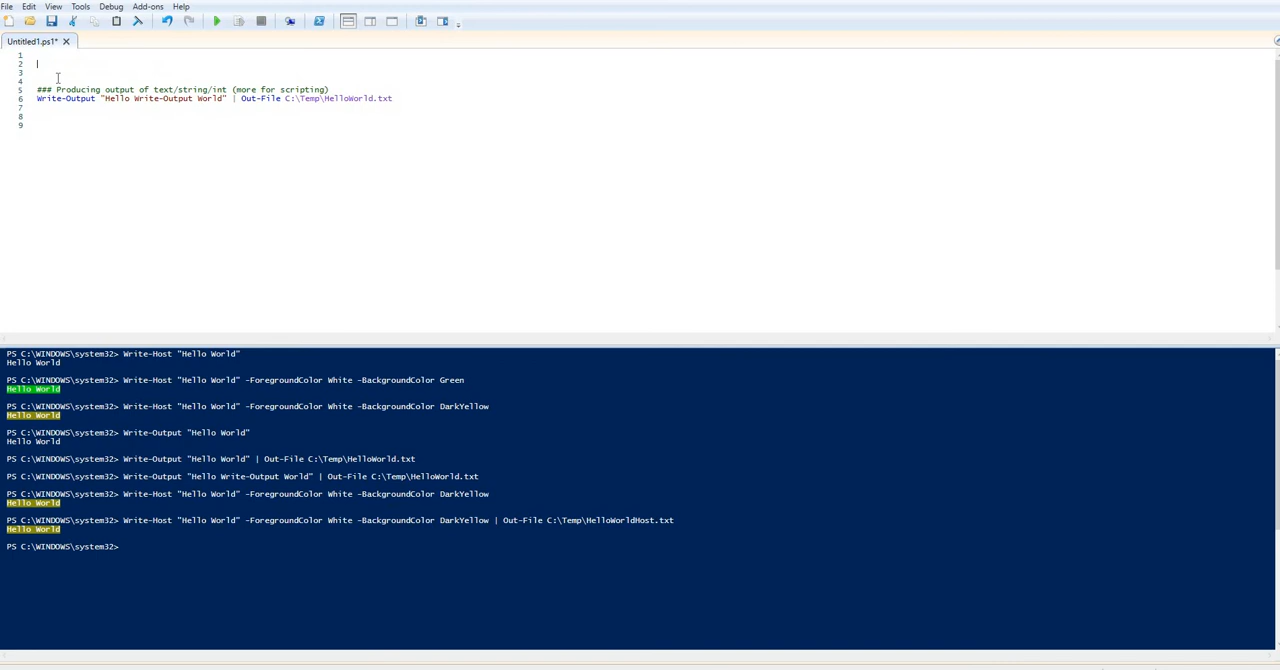 File Edit View Tools Debug Add-ons Help
Untitled1.ps1*
1
2
3
4
5 ### Producing output of text/string/int (more for scripting)
6 Write-Output "Hello Write-Output World" | Out-File C:\Temp\HelloWorld.txt
7
8
9
PS C:\WINDOWS\system32> Write-Host "Hello World"
Hello World
PS C:\WINDOWS\system32> Write-Host "Hello World" -ForegroundColor White -BackgroundColor Green
Hello World
PS C:\WINDOWS\system32> Write-Host "Hello World" -ForegroundColor White -BackgroundColor DarkYellow
Hello World
PS C:\WINDOWS\system32> Write-Output "Hello World"
Hello World
PS C:\WINDOWS\system32> Write-Output "Hello World" | Out-File C:\Temp\HelloWorld.txt
PS C:\WINDOWS\system32> Write-Output "Hello Write-Output World" | Out-File C:\Temp\HelloWorld.txt
PS C:\WINDOWS\system32> Write-Host "Hello World" -ForegroundColor White -BackgroundColor DarkYellow
Hello World
PS C:\WINDOWS\system32> Write-Host "Hello World" -ForegroundColor White -BackgroundColor DarkYellow | Out-File C:\Temp\HelloWorldHost.txt
Hello World
PS C:\WINDOWS\system32>